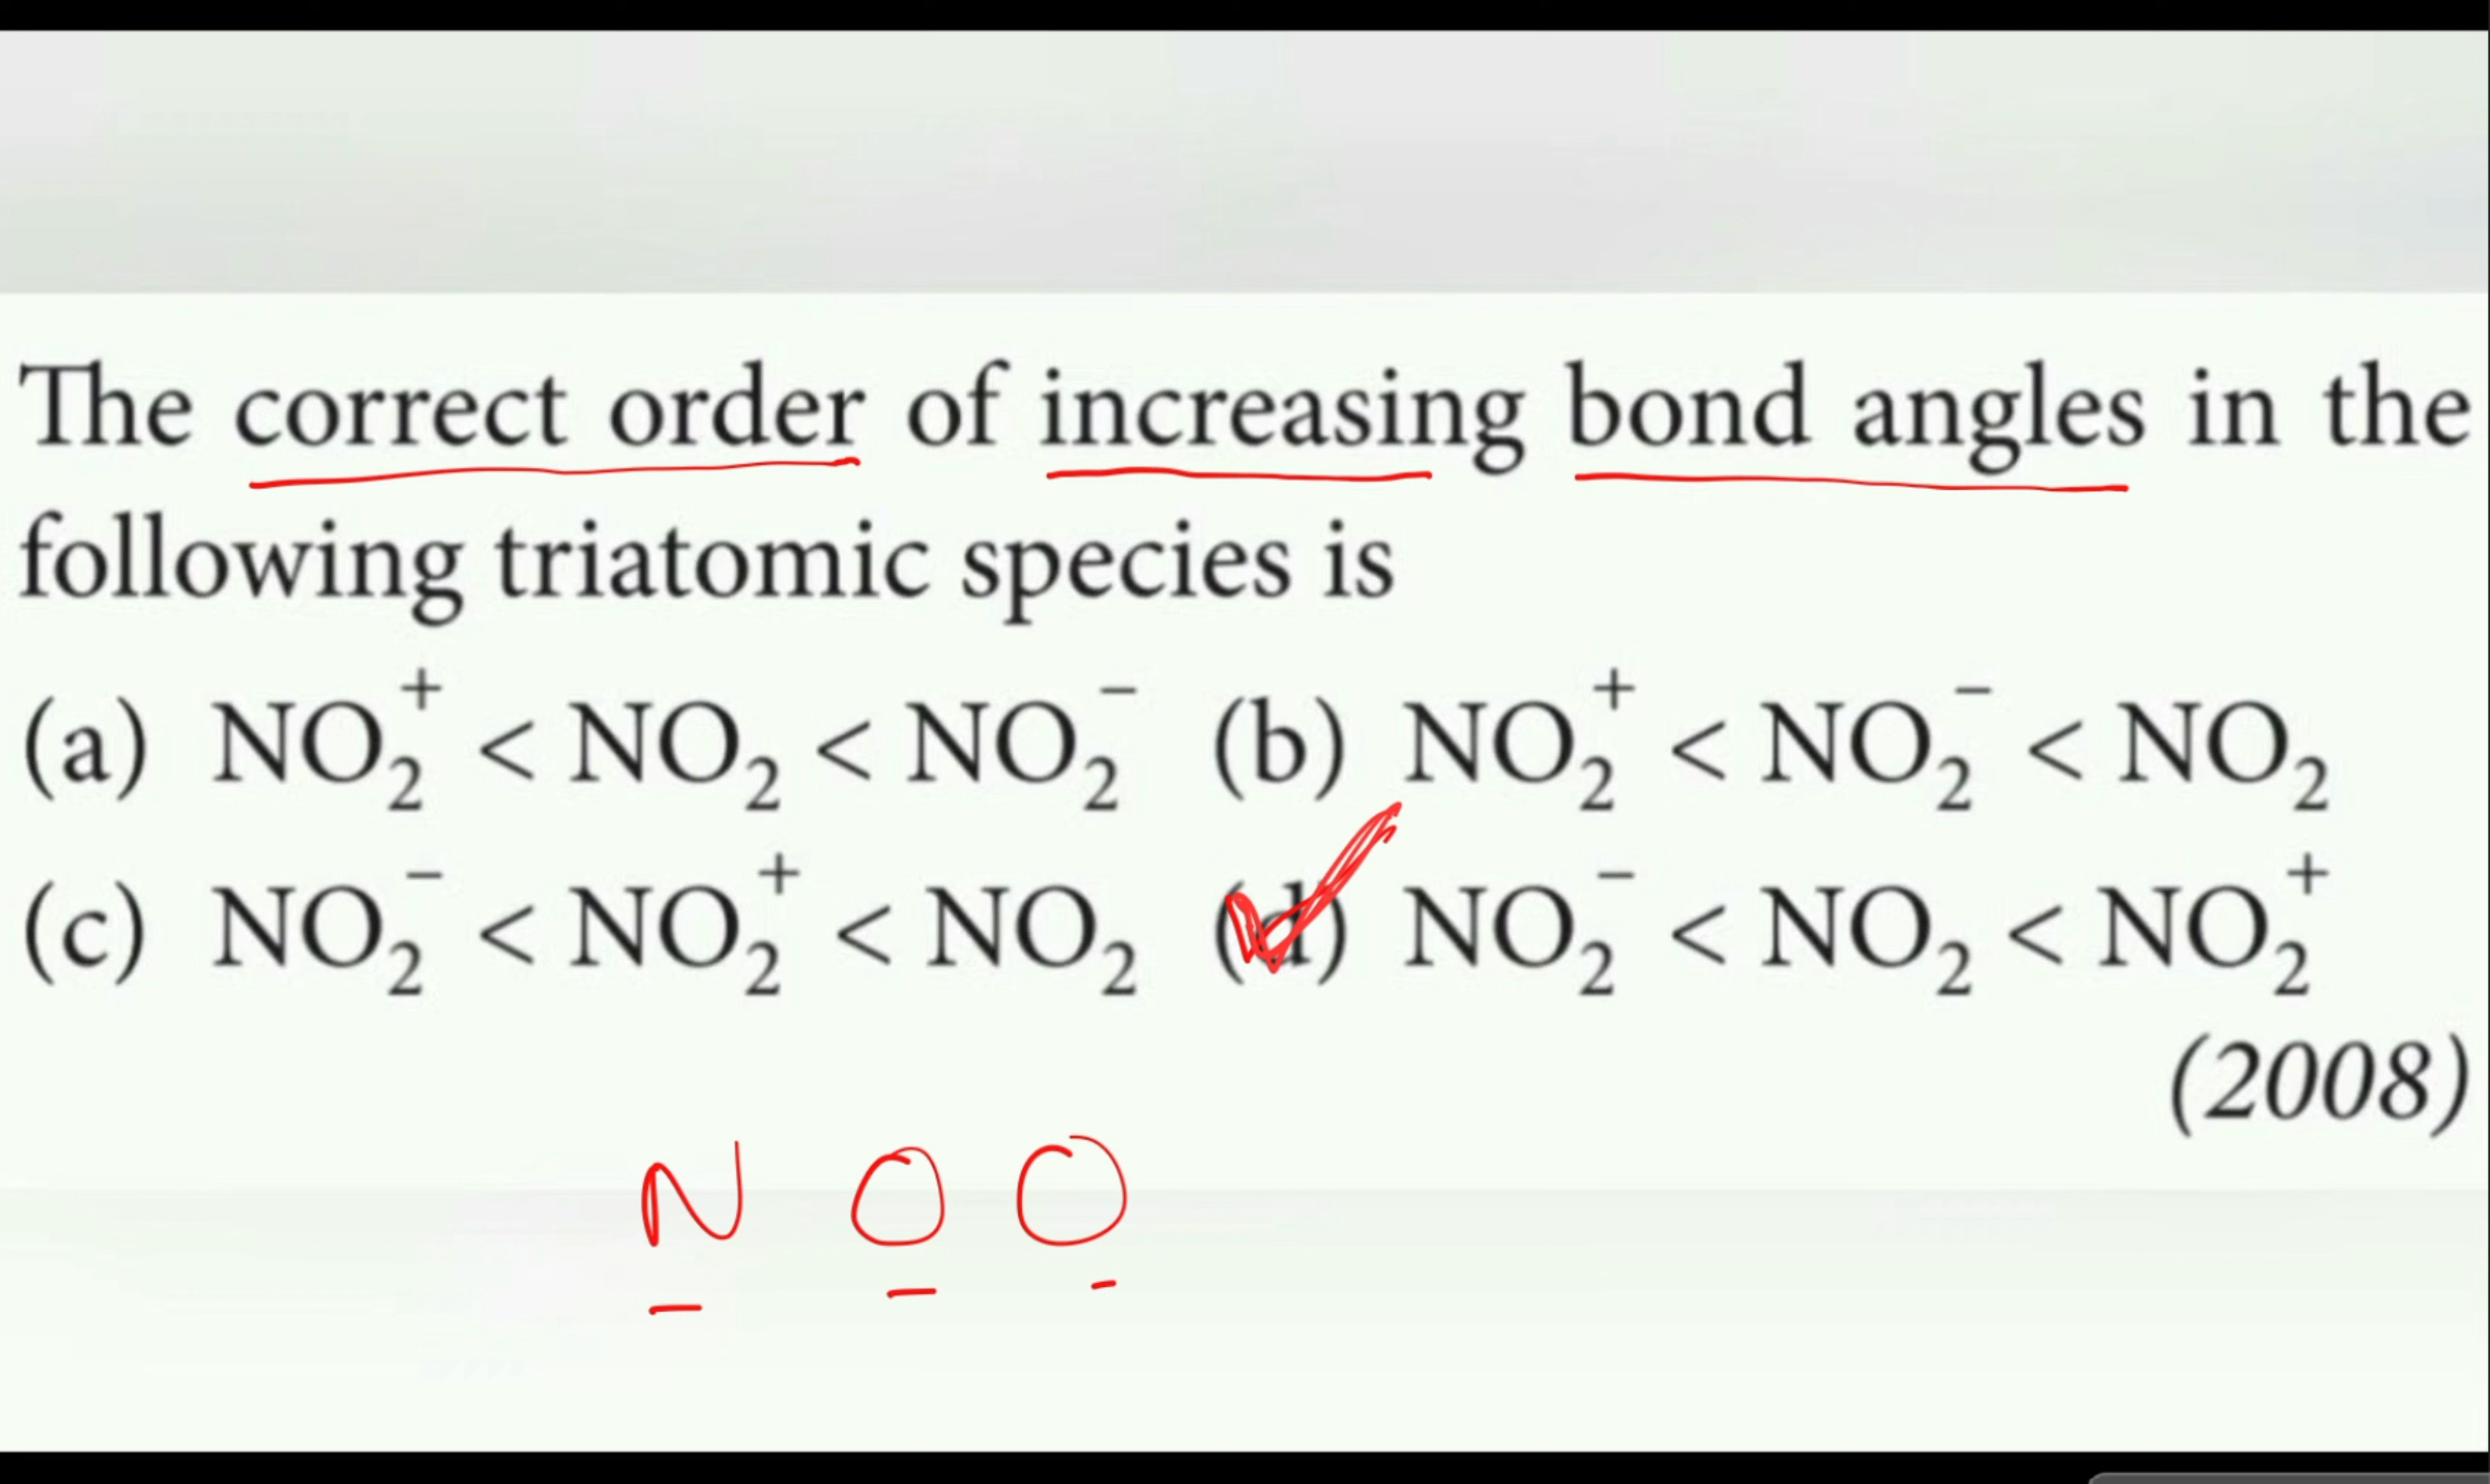 The correct order of increasing bond angles in the
following triatomic species is
(a) NO₂⁺ < NO₂ < NO₂⁻ (b) NO₂⁺ < NO₂⁻ < NO₂
(c) NO₂⁻ < NO₂⁺ < NO₂ (d) NO₂⁻ < NO₂ < NO₂⁺
(2008)
N O O